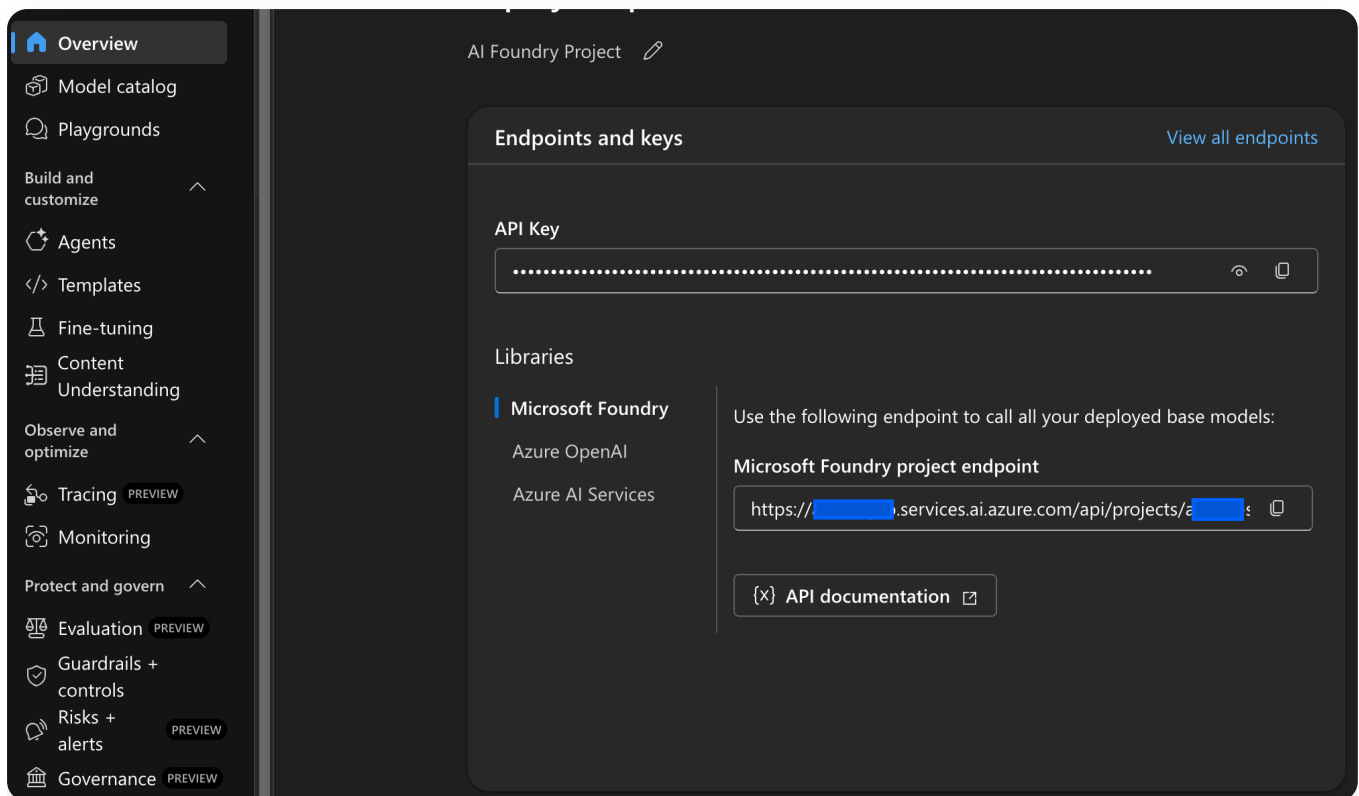 Overview
Model catalog
Playgrounds
Build and
customize
Agents
Templates
Fine-tuning
Content
Understanding
Observe and
optimize
Tracing PREVIEW
Monitoring
Protect and govern
Evaluation PREVIEW
Guardrails +
controls
Risks +
alerts PREVIEW
Governance PREVIEW
AI Foundry Project
Endpoints and keys
View all endpoints
API Key
Libraries
Microsoft Foundry
Azure OpenAI
Azure AI Services
Use the following endpoint to call all your deployed base models:
Microsoft Foundry project endpoint
https:// .services.ai.azure.com/api/projects/a
{x} API documentation